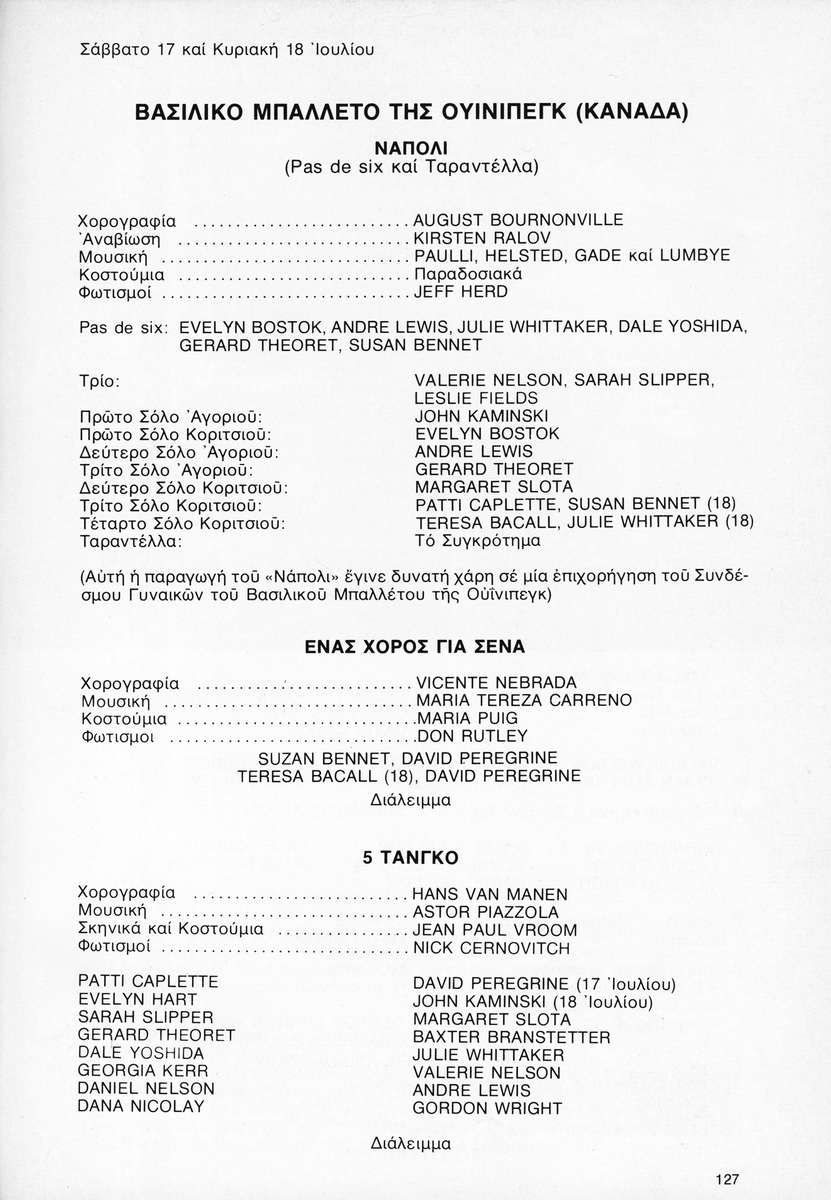 Σάββατο 17 καί Κυριακή 18 Ἰουλίου
ΒΑΣΙΛΙΚΟ ΜΠΑΛΛΕΤΟ ΤΗΣ ΟΥΙΝΙΠΕΓΚ (ΚΑΝΑΔΑ)
ΝΑΠΟΛΙ
(Pas de six καί Ταραντέλλα)
Χορογραφία .......................... AUGUST BOURNONVILLE
Ἀναβίωση ............................ KIRSTEN RALOV
Μουσική .............................. PAULLI, HELSTED, GADE καί LUMBYE
Κοστούμια ............................ Παραδοσιακά
Φωτισμοί .............................. JEFF HERD
Pas de six: EVELYN BOSTOK, ANDRE LEWIS, JULIE WHITTAKER, DALE YOSHIDA,
GERARD THEORET, SUSAN BENNET
Τρίο: VALERIE NELSON, SARAH SLIPPER,
LESLIE FIELDS
Πρῶτο Σόλο Ἀγοριοῦ: JOHN KAMINSKI
Πρῶτο Σόλο Κοριτσιοῦ: EVELYN BOSTOK
Δεύτερο Σόλο Ἀγοριοῦ: ANDRE LEWIS
Τρίτο Σόλο Ἀγοριοῦ: GERARD THEORET
Δεύτερο Σόλο Κοριτσιοῦ: MARGARET SLOTA
Τρίτο Σόλο Κοριτσιοῦ: PATTI CAPLETTE, SUSAN BENNET (18)
Τέταρτο Σόλο Κοριτσιοῦ: TERESA BACALL, JULIE WHITTAKER (18)
Ταραντέλλα: Τό Συγκρότημα
(Αὐτή ἡ παραγωγή τοῦ «Νάπολι» ἔγινε δυνατή χάρη σέ μία ἐπιχορήγηση τοῦ Συνδέ-
σμου Γυναικῶν τοῦ Βασιλικοῦ Μπαλλέτου τῆς Οὐΐνιπεγκ)
ΕΝΑΣ ΧΟΡΟΣ ΓΙΑ ΣΕΝΑ
Χορογραφία .......................... VICENTE NEBRADA
Μουσική .............................. MARIA TEREZA CARRENO
Κοστούμια .............................MARIA PUIG
Φωτισμοι ..............................DON RUTLEY
SUZAN BENNET, DAVID PEREGRINE
TERESA BACALL (18), DAVID PEREGRINE
Διάλειμμα
5 ΤΑΝΓΚΟ
Χορογραφία .......................... HANS VAN MANEN
Μουσική .............................. ASTOR PIAZZOLA
Σκηνικά καί Κοστούμια ................ JEAN PAUL VROOM
Φωτισμοί .............................. NICK CERNOVITCH
PATTI CAPLETTE DAVID PEREGRINE (17 Ἰουλίου)
EVELYN HART JOHN KAMINSKI (18 Ἰουλίου)
SARAH SLIPPER MARGARET SLOTA
GERARD THEORET BAXTER BRANSTETTER
DALE YOSHIDA JULIE WHITTAKER
GEORGIA KERR VALERIE NELSON
DANIEL NELSON ANDRE LEWIS
DANA NICOLAY GORDON WRIGHT
Διάλειμμα
127